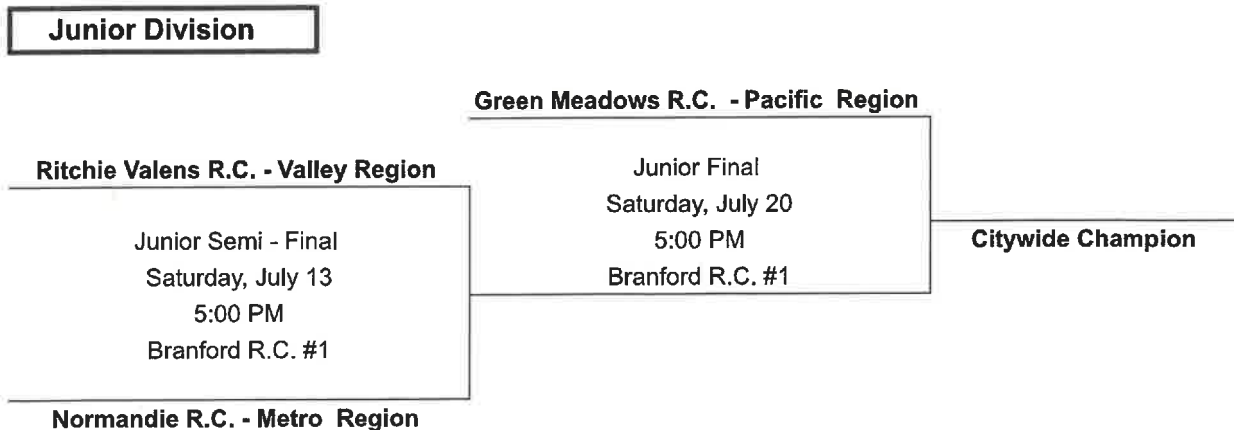 Junior Division
Green Meadows R.C. - Pacific Region
Ritchie Valens R.C. - Valley Region
Junior Final
Saturday, July 20
5:00 PM
Branford R.C. #1
Junior Semi - Final
Saturday, July 13
5:00 PM
Branford R.C. #1
Citywide Champion
Normandie R.C. - Metro Region